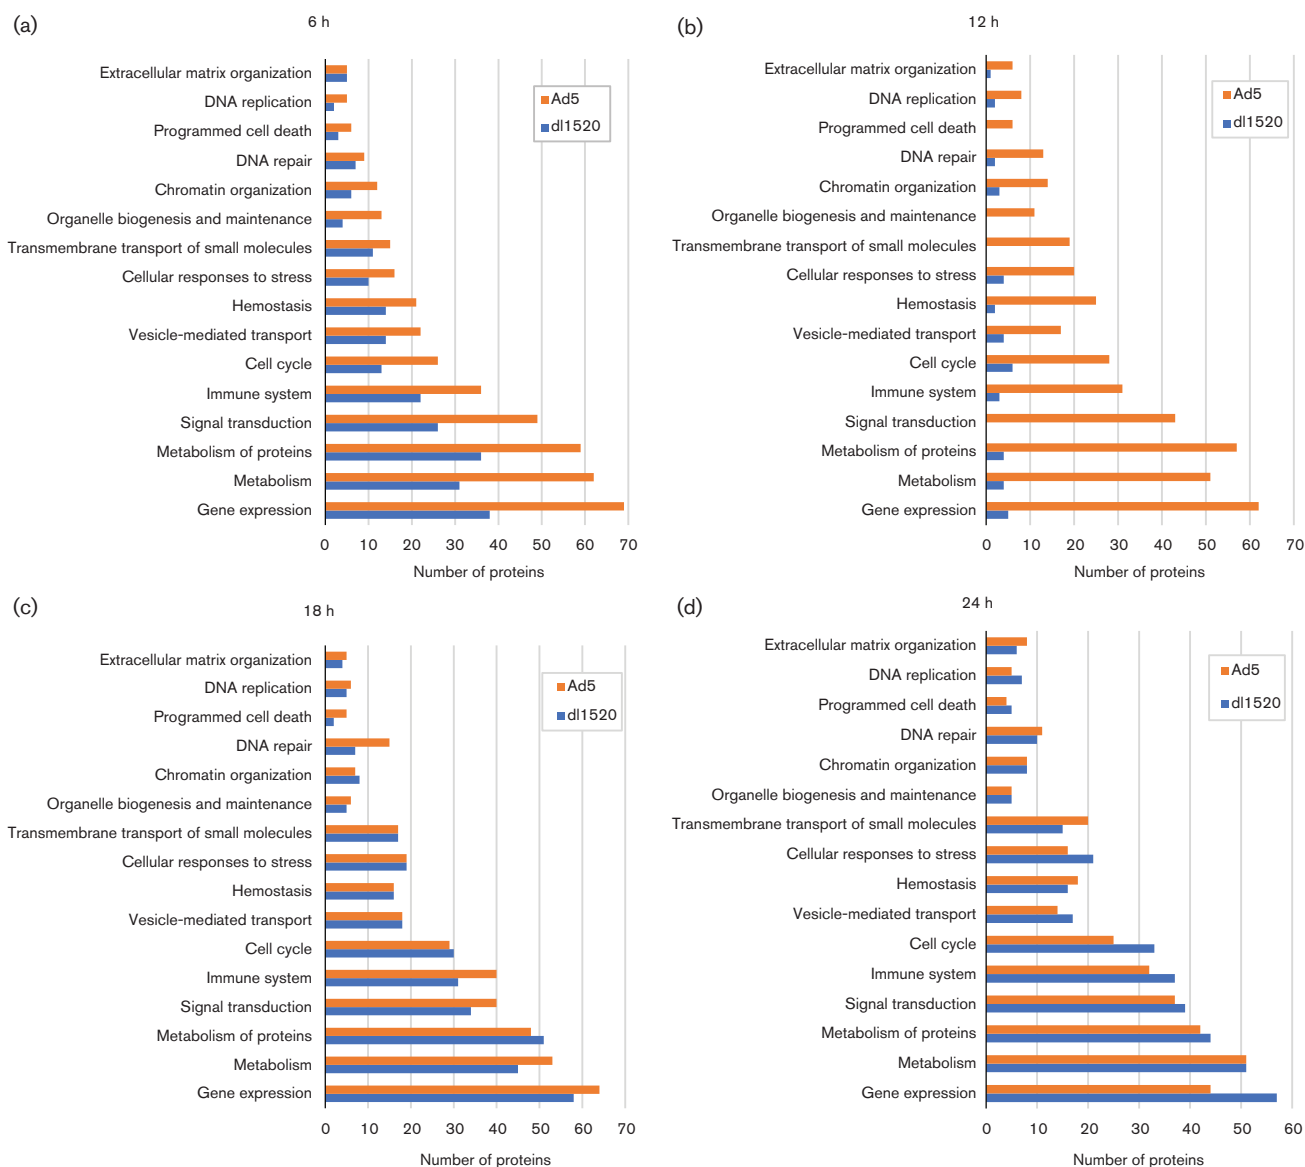 (a)
6 h
Extracellular matrix organization
DNA replication
Programmed cell death
DNA repair
Chromatin organization
Organelle biogenesis and maintenance
Transmembrane transport of small molecules
Cellular responses to stress
Hemostasis
Vesicle-mediated transport
Cell cycle
Immune system
Signal transduction
Metabolism of proteins
Metabolism
Gene expression
0 10 20 30 40 50 60 70
Number of proteins
Ad5
dl1520
(b)
12 h
Extracellular matrix organization
DNA replication
Programmed cell death
DNA repair
Chromatin organization
Organelle biogenesis and maintenance
Transmembrane transport of small molecules
Cellular responses to stress
Hemostasis
Vesicle-mediated transport
Cell cycle
Immune system
Signal transduction
Metabolism of proteins
Metabolism
Gene expression
0 10 20 30 40 50 60 70
Number of proteins
Ad5
dl1520
(c)
18 h
Extracellular matrix organization
DNA replication
Programmed cell death
DNA repair
Chromatin organization
Organelle biogenesis and maintenance
Transmembrane transport of small molecules
Cellular responses to stress
Hemostasis
Vesicle-mediated transport
Cell cycle
Immune system
Signal transduction
Metabolism of proteins
Metabolism
Gene expression
0 10 20 30 40 50 60 70
Number of proteins
Ad5
dl1520
(d)
24 h
Extracellular matrix organization
DNA replication
Programmed cell death
DNA repair
Chromatin organization
Organelle biogenesis and maintenance
Transmembrane transport of small molecules
Cellular responses to stress
Hemostasis
Vesicle-mediated transport
Cell cycle
Immune system
Signal transduction
Metabolism of proteins
Metabolism
Gene expression
0 10 20 30 40 50 60
Number of proteins
Ad5
dl1520